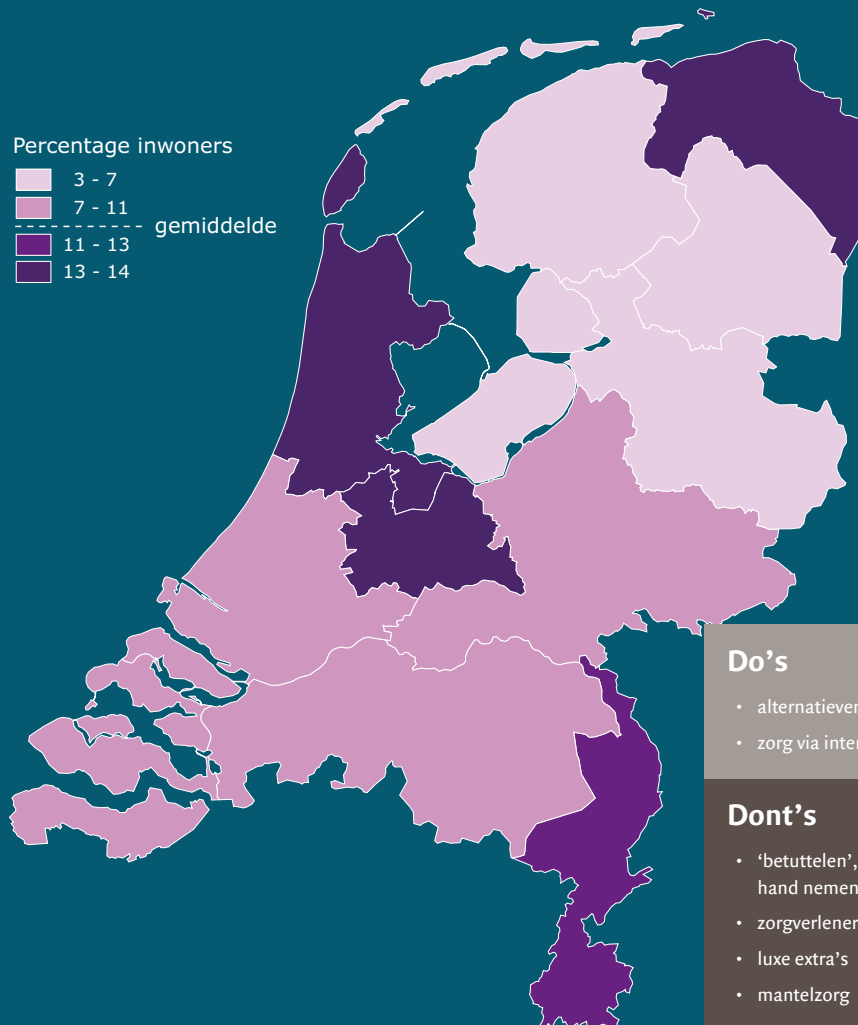 Percentage inwoners
3 - 7
7 - 11
gemiddelde
11 - 13
13 - 14
Do's
• alternatieve
• zorg via inter
Dont's
• ‘betuttelen’,
hand nemen
• zorgverlener
• luxe extra's
• mantelzorg